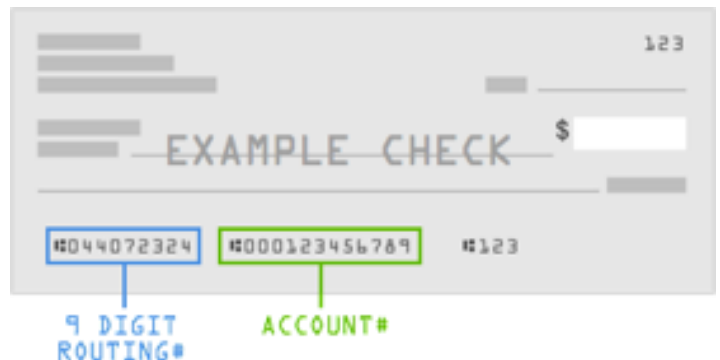 123
$
EXAMPLE CHECK
⑆044072324 ⑆000123456789 ⑆123
9 DIGIT ACCOUNT#
ROUTING#